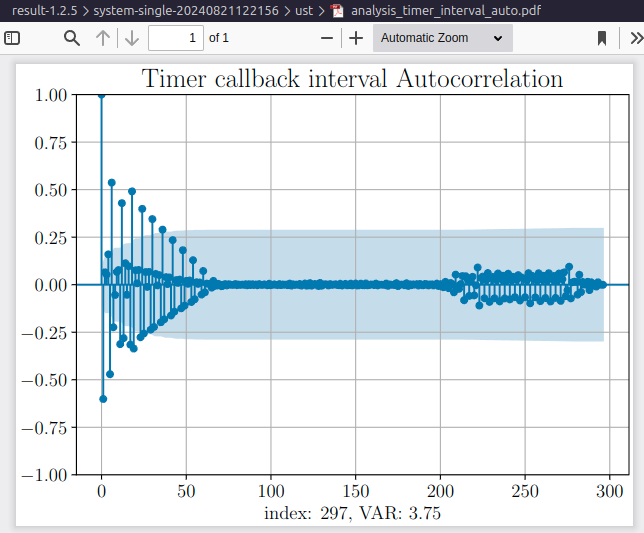 result-1.2.5 > system-single-20240821122156 > ust > analysis_timer_interval_auto.pdf
1 of 1 Automatic Zoom
Timer callback interval Autocorrelation
1.00
0.75
0.50
0.25
0.00
−0.25
−0.50
−0.75
−1.00
0 50 100 150 200 250 300
index: 297, VAR: 3.75